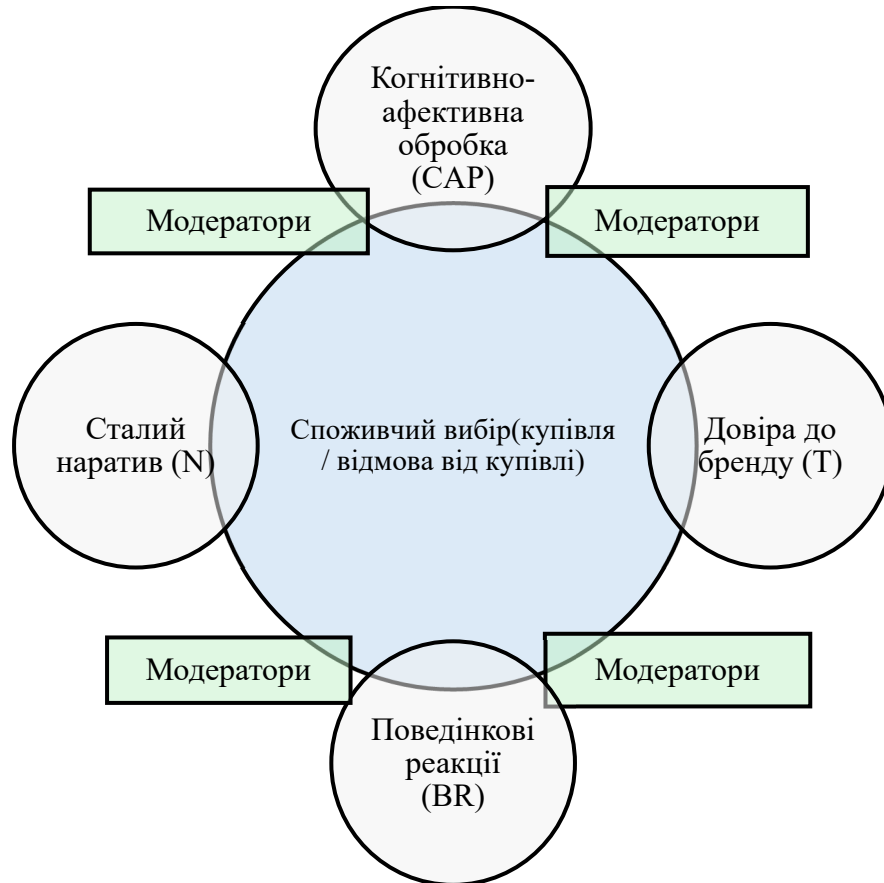 Когнітивно-
афективна
обробка
(CAP)
Модератори
Модератори
Сталий
наратив (N)
Споживчий вибір(купівля
/ відмова від купівлі)
Довіра до
бренду (T)
Модератори
Модератори
Поведінкові
реакції
(BR)